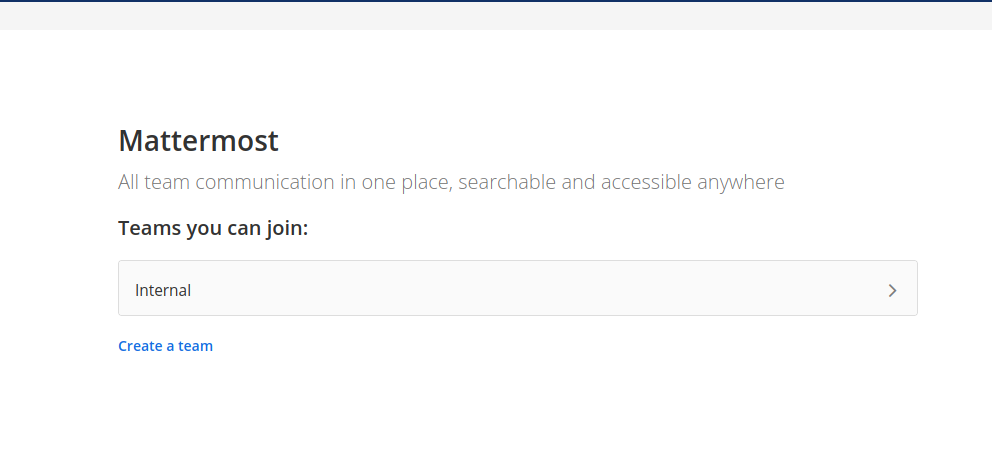 Mattermost
All team communication in one place, searchable and accessible anywhere
Teams you can join:
Internal
Create a team